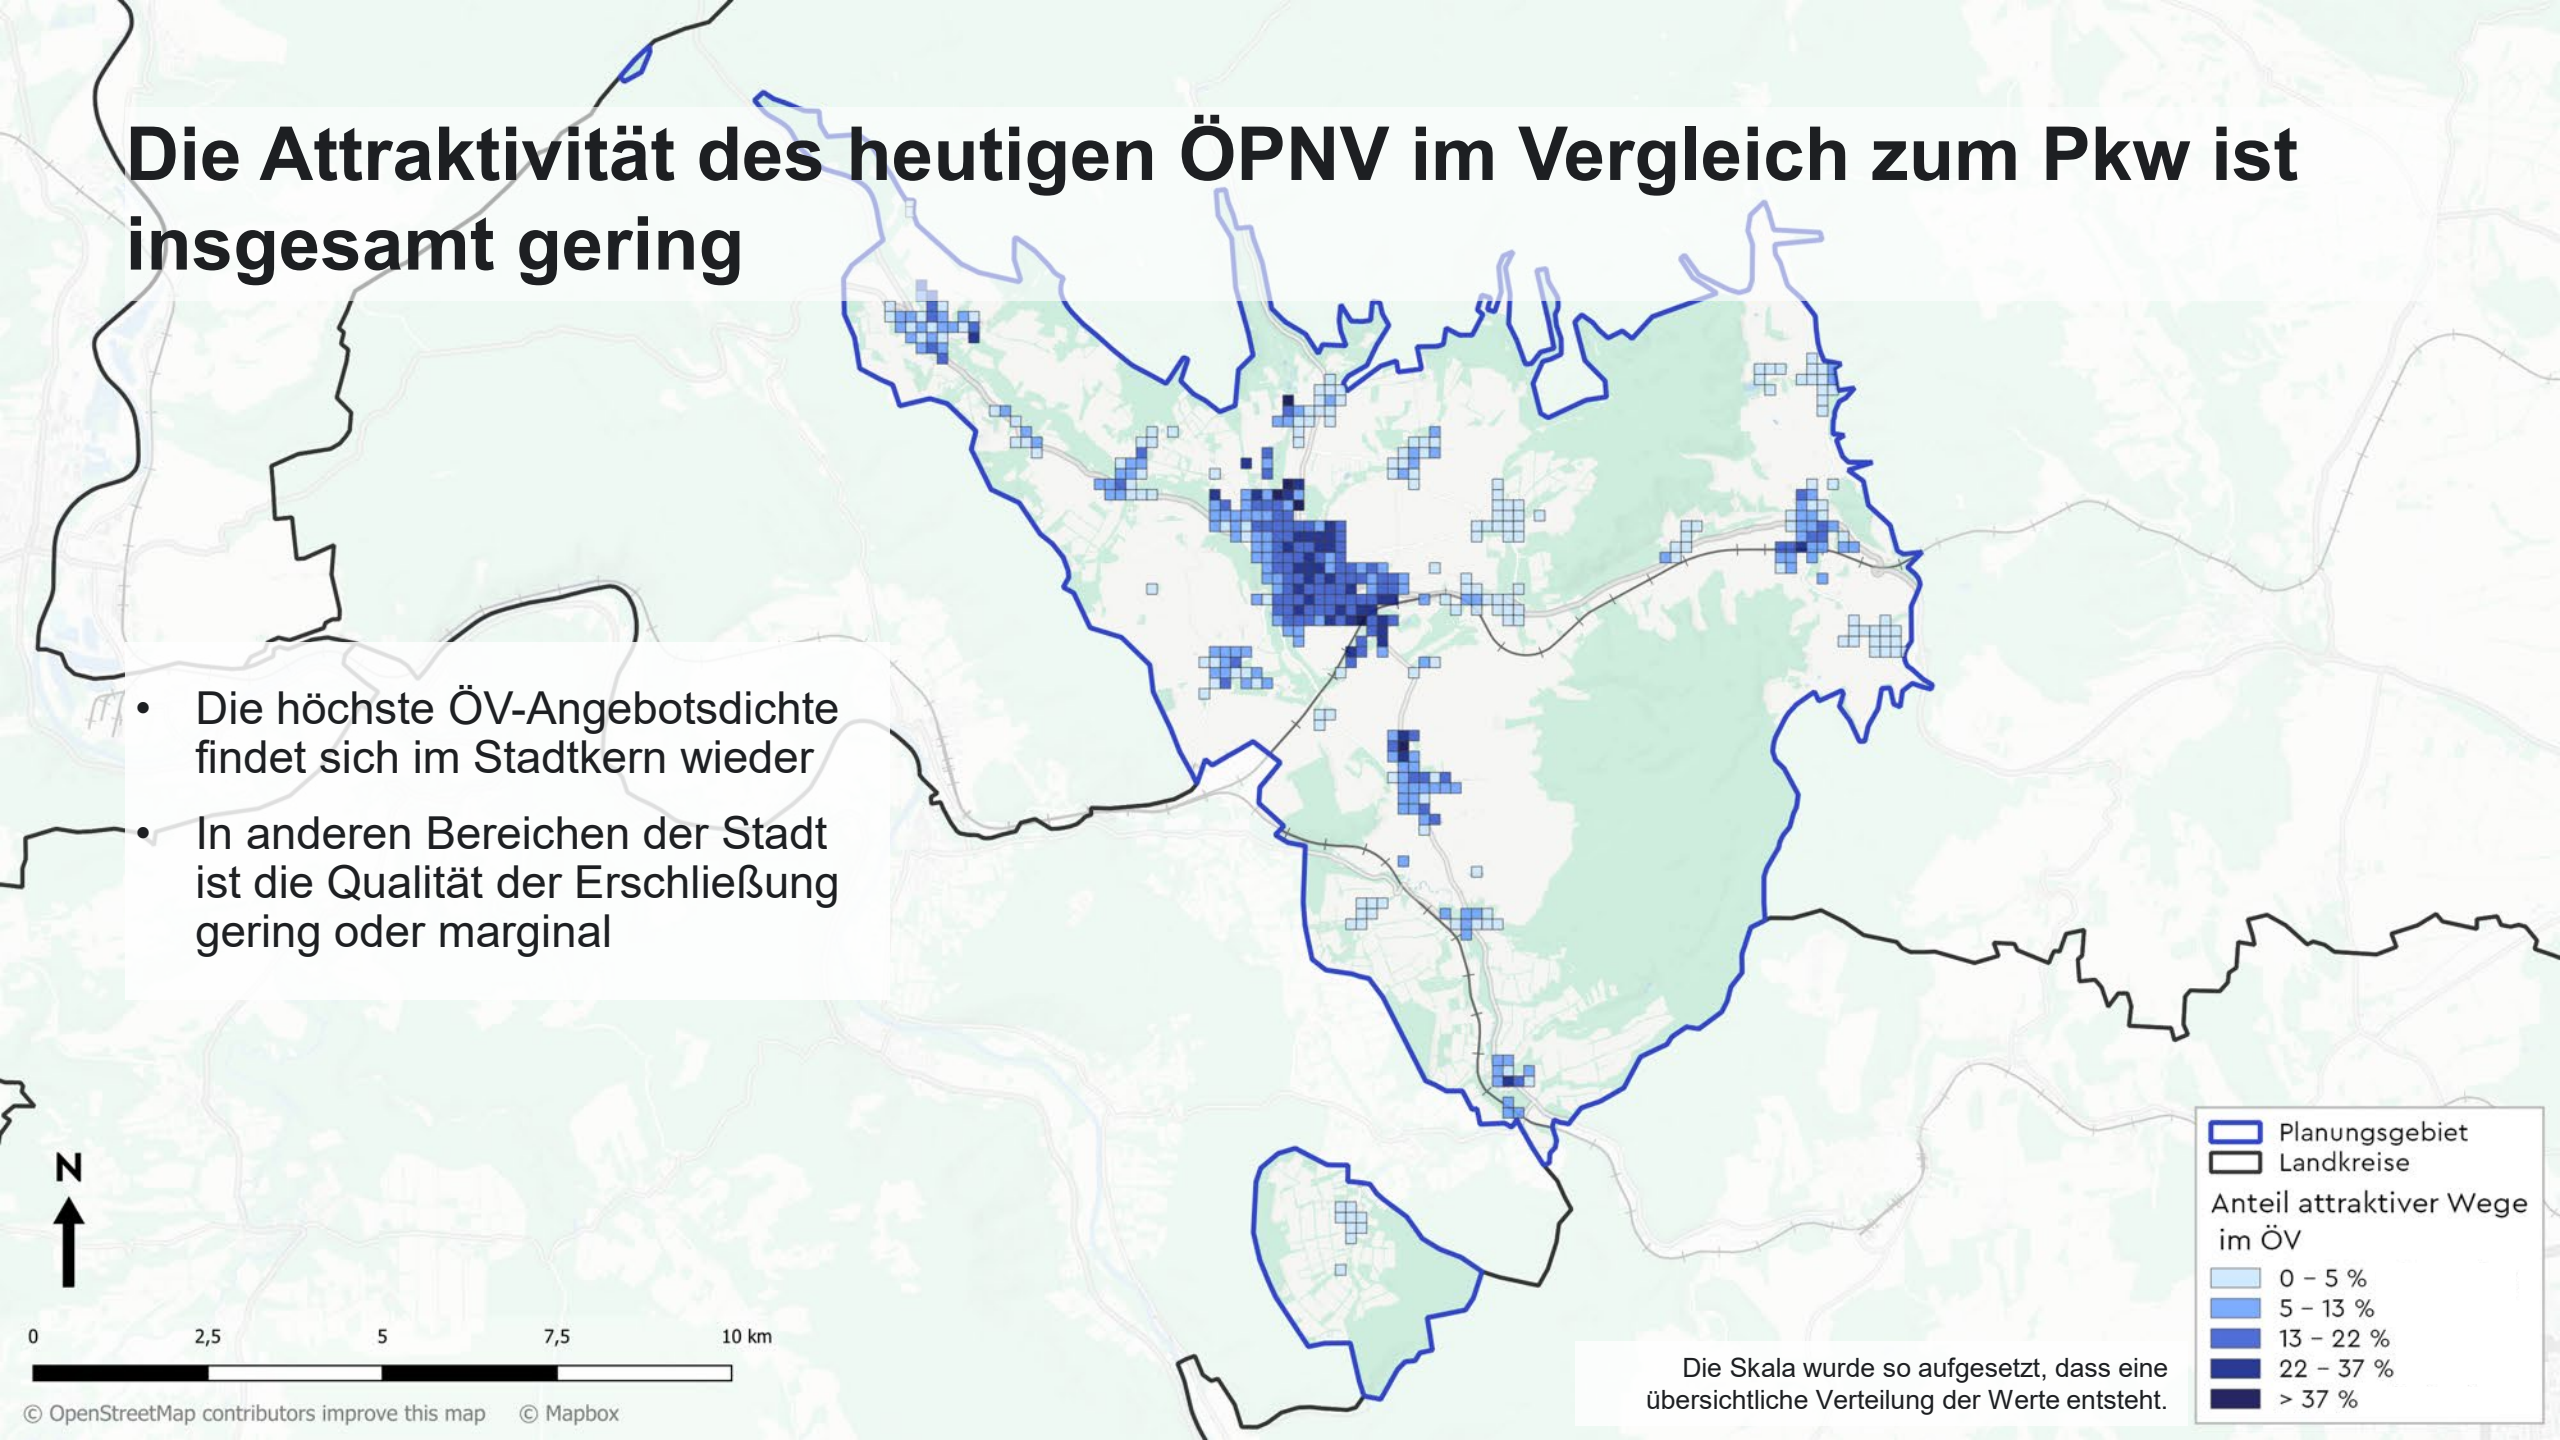 Die Attraktivität des heutigen ÖPNV im Vergleich zum Pkw ist
insgesamt gering
• Die höchste ÖV-Angebotsdichte
findet sich im Stadtkern wieder
• In anderen Bereichen der Stadt
ist die Qualität der Erschließung
gering oder marginal
N
0 2,5 5 7,5 10 km
© OpenStreetMap contributors improve this map © Mapbox
Die Skala wurde so aufgesetzt, dass eine
übersichtliche Verteilung der Werte entsteht.
Planungsgebiet
Landkreise
Anteil attraktiver Wege
im ÖV
0 – 5 %
5 – 13 %
13 – 22 %
22 – 37 %
> 37 %